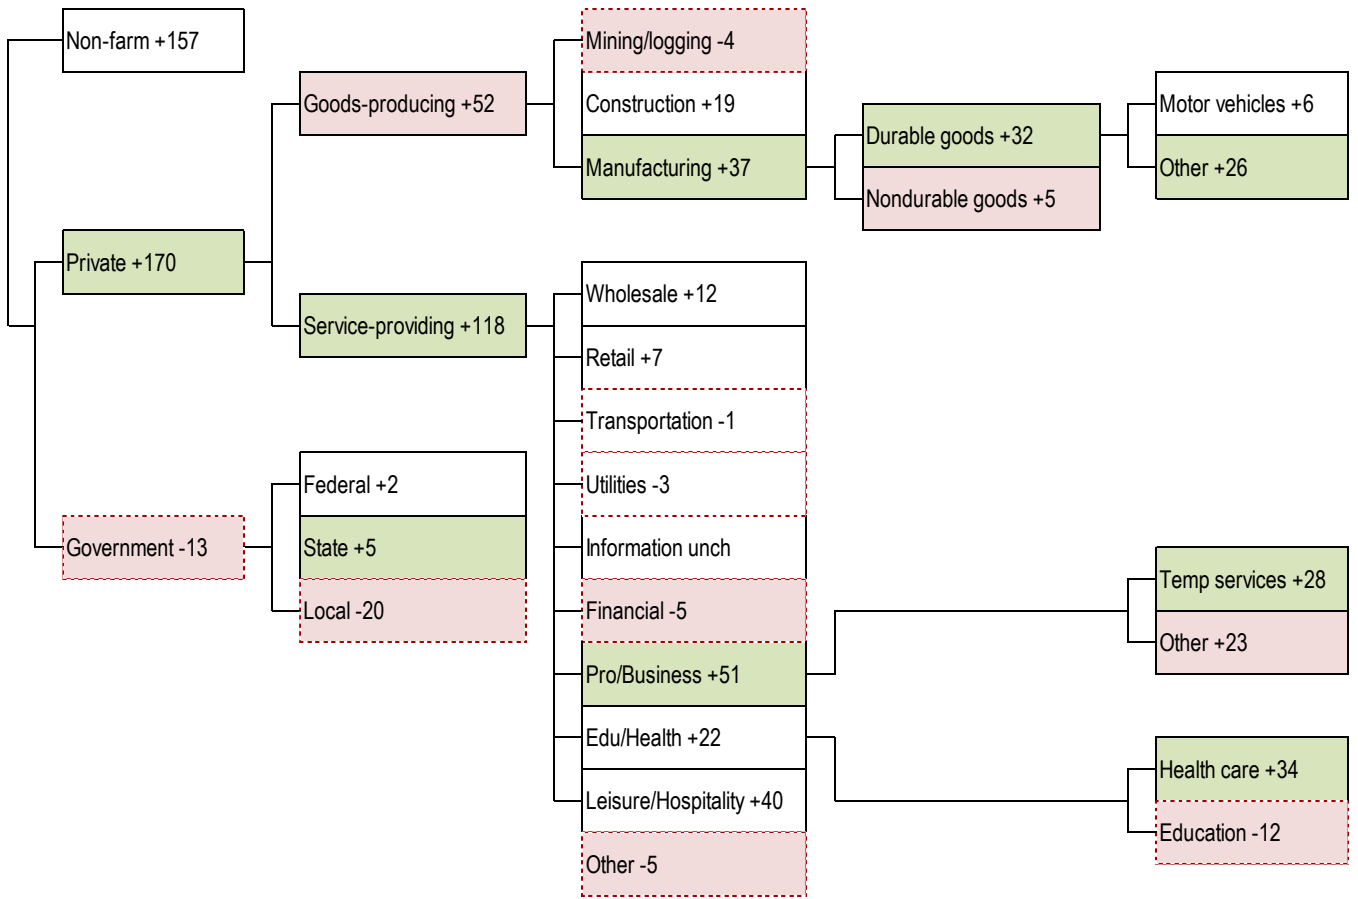 Non-farm +157
Private +170
Government -13
Goods-producing +52
Service-providing +118
Federal +2
State +5
Local -20
Mining/logging -4
Construction +19
Manufacturing +37
Wholesale +12
Retail +7
Transportation -1
Utilities -3
Information unch
Financial -5
Pro/Business +51
Edu/Health +22
Leisure/Hospitality +40
Other -5
Durable goods +32
Nondurable goods +5
Motor vehicles +6
Other +26
Temp services +28
Other +23
Health care +34
Education -12